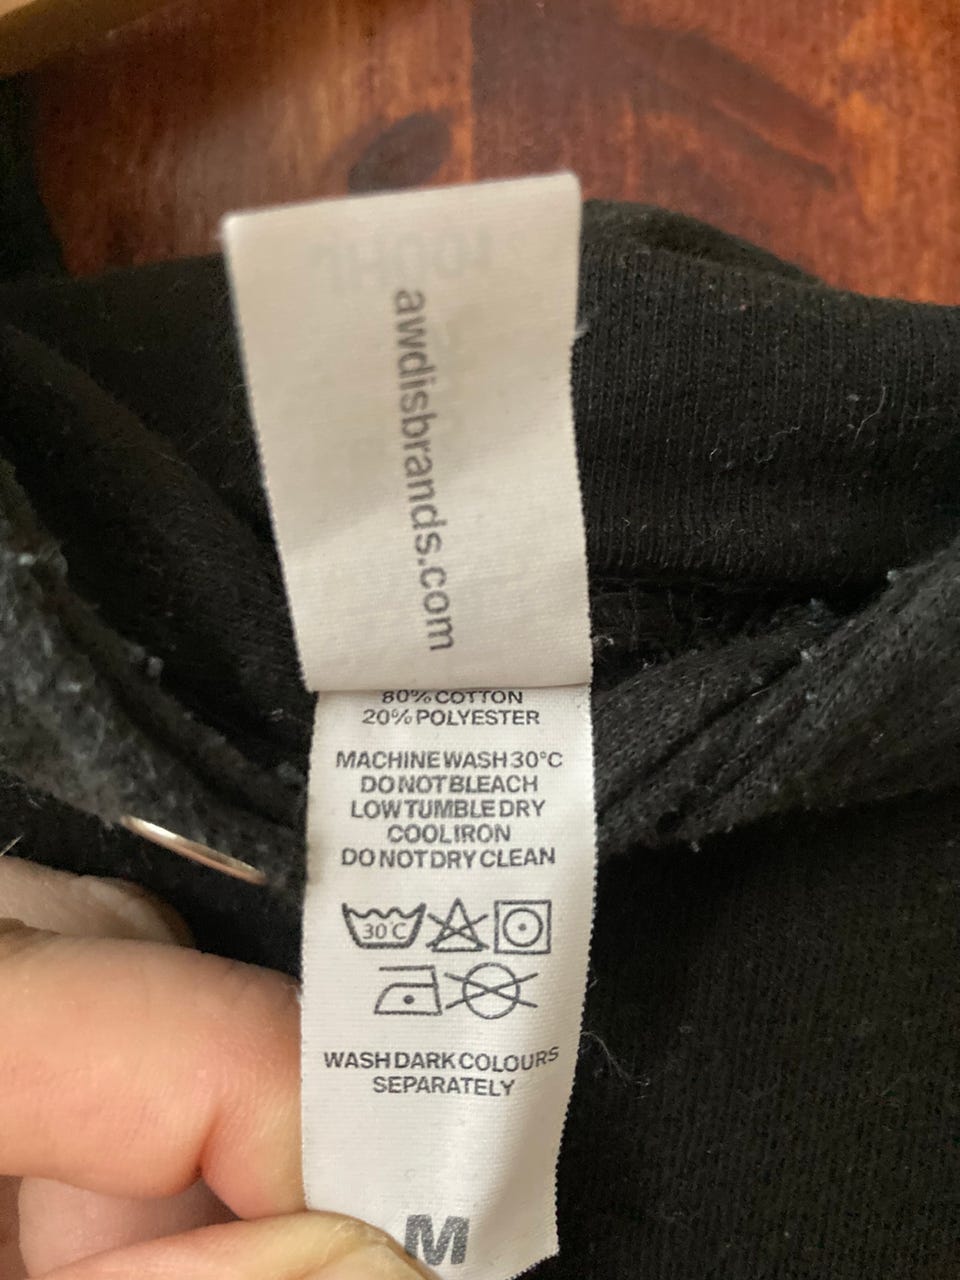 awdisbrands.com
80% COTTON
20% POLYESTER
MACHINE WASH 30°C
DO NOT BLEACH
LOW TUMBLE DRY
COOL IRON
DO NOT DRY CLEAN
30°C
WASH DARK COLOURS
SEPARATELY
M